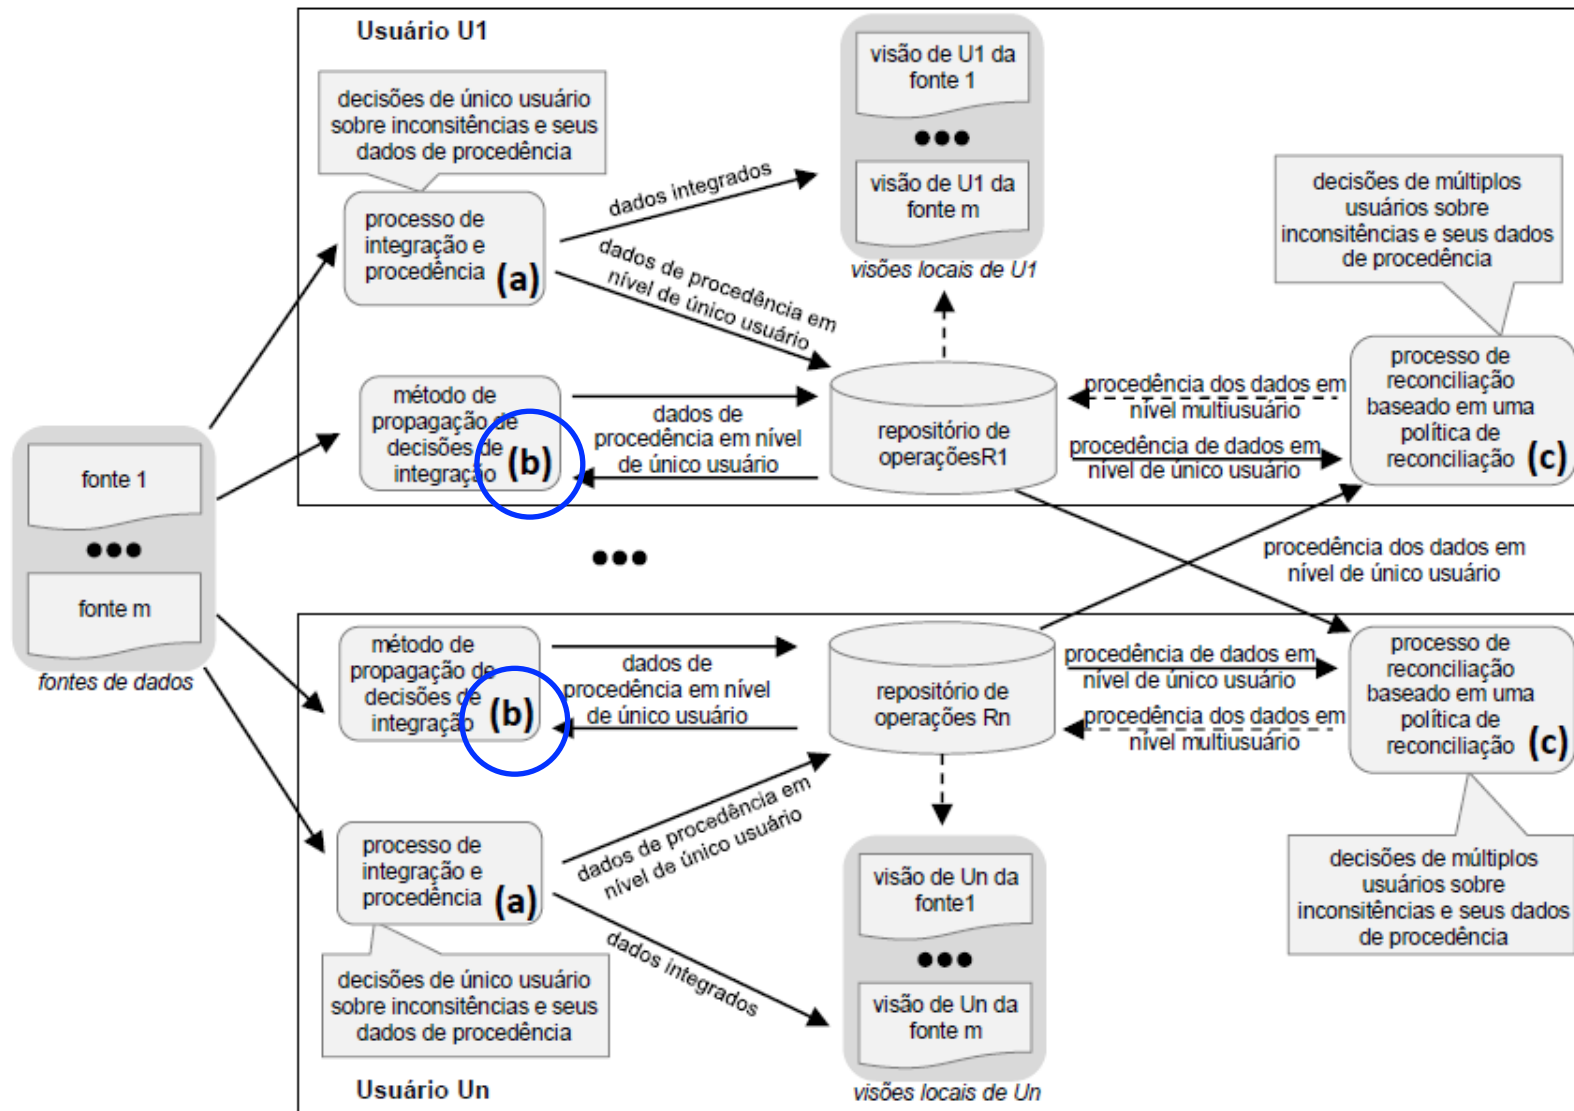 Usuário U1
decisões de único usuário
sobre inconsitências e seus
dados de procedência
processo de
integração e
procedência
(a)
dados integrados
dados de procedência em
nível de único usuário
visão de U1 da
fonte 1
visão de U1 da
fonte m
visões locais de U1
decisões de múltiplos
usuários sobre
inconsitências e seus dados
de procedência
método de
propagação de
decisões de
integração
(b)
dados de
procedência em nível
de único usuário
repositório de
operaçõesR1
procedência dos dados em
nível multiusuário
procedência de dados em
nível de único usuário
processo de
reconciliação
baseado em uma
política de
reconciliação
(c)
fonte 1
fonte m
fontes de dados
procedência dos dados em
nível de único usuário
método de
propagação de
decisões de
integração
(b)
dados de
procedência em nível
de único usuário
repositório de
operações Rn
procedência de dados em
nível de único usuário
procedência dos dados em
nível multiusuário
processo de
reconciliação
baseado em uma
política de
reconciliação
(c)
processo de
integração e
procedência
(a)
dados de procedência em
nível de único usuário
dados integrados
decisões de único usuário
sobre inconsitências e seus
dados de procedência
visão de Un da
fonte1
visão de Un da
fonte m
visões locais de Un
decisões de múltiplos
usuários sobre
inconsitências e seus dados
de procedência
Usuário Un